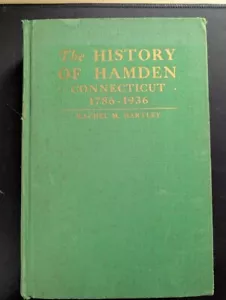 The HISTORY
OF HAMDEN
CONNECTICUT
1786-1936
RACHEL M. HARTLEY